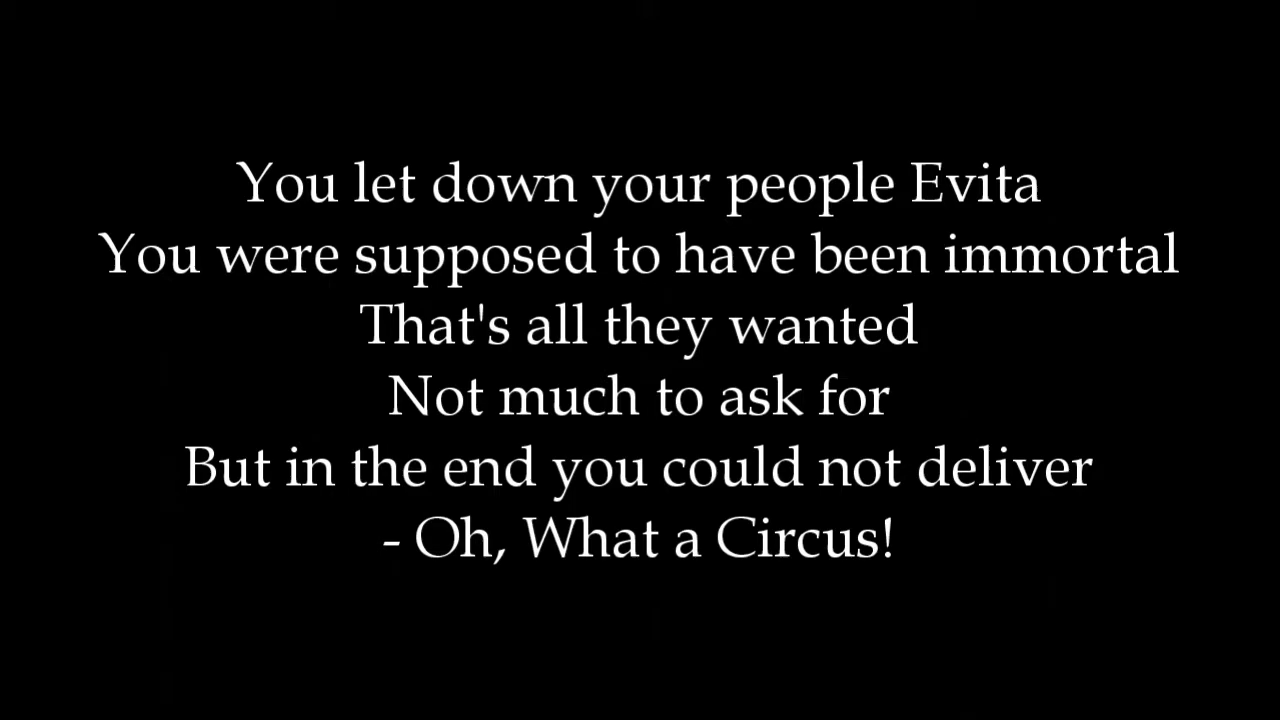 You let down your people Evita
You were supposed to have been immortal
That's all they wanted
Not much to ask for
But in the end you could not deliver
- Oh, What a Circus!